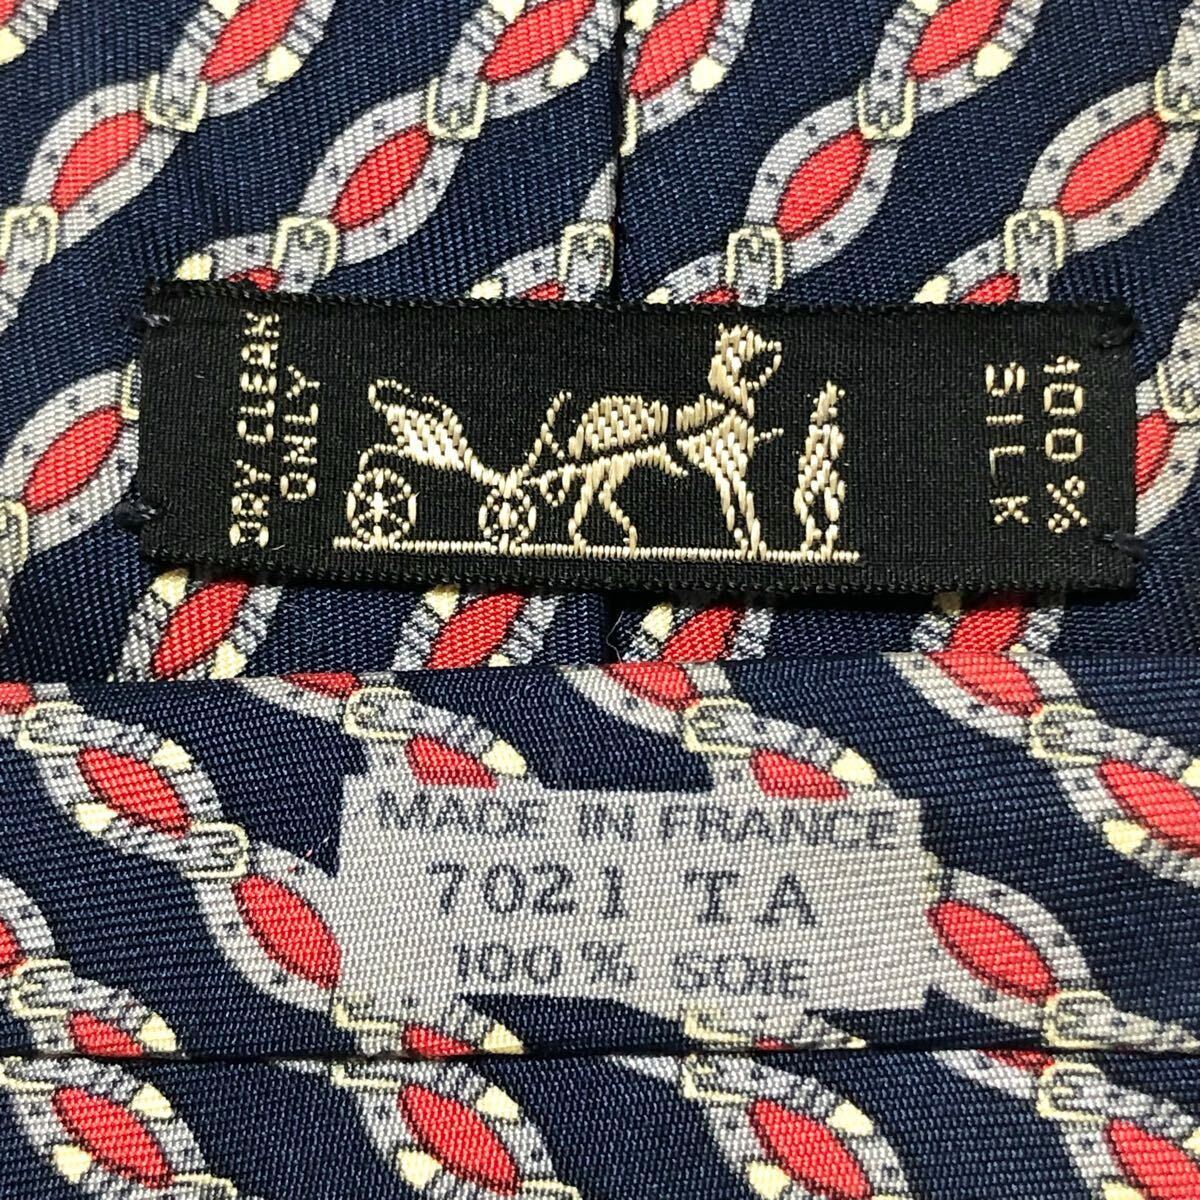 DRY CLEAN
ONLY
100%
SILK
MADE IN FRANCE
7021 IA
100% SOIE